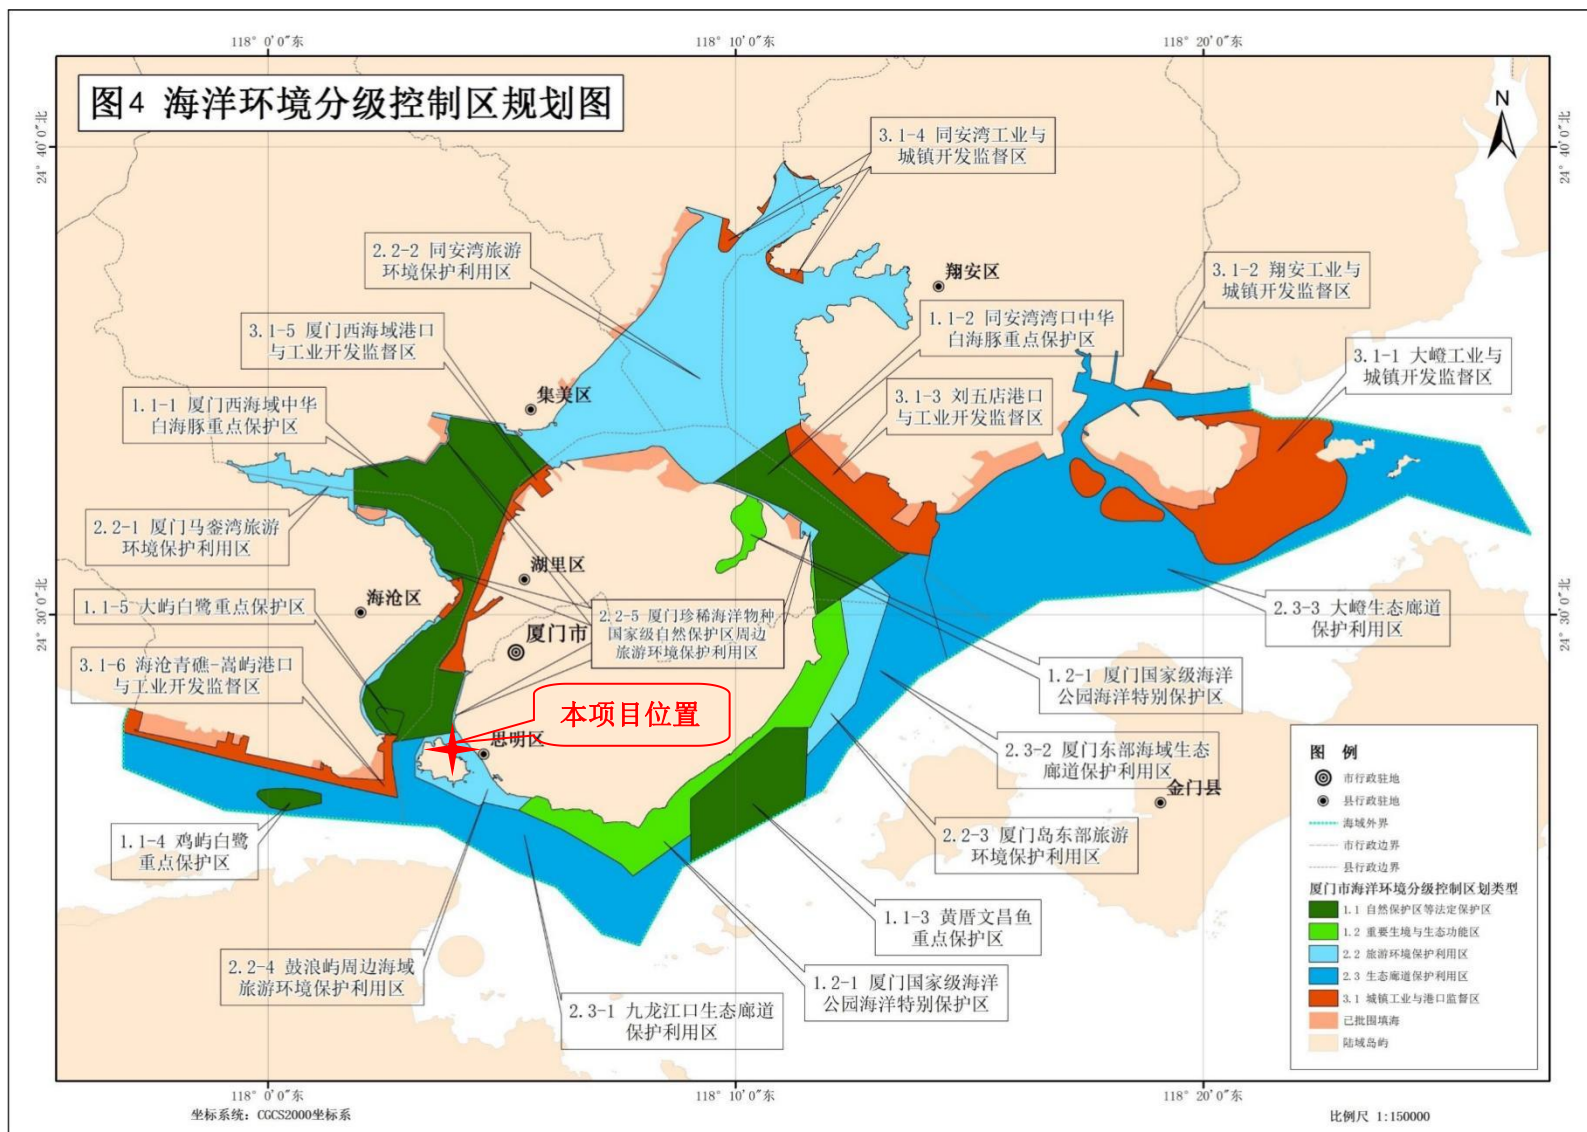 118° 0′0″东
118° 10′0″东
118° 20′0″东
图4 海洋环境分级控制区规划图
N
24° 40′0″北
24° 40′0″北
3.1-4 同安湾工业与
城镇开发监督区
2.2-2 同安湾旅游
环境保护利用区
翔安区
3.1-2 翔安工业与
城镇开发监督区
3.1-5 厦门西海域港口
与工业开发监督区
1.1-2 同安湾湾口中华
白海豚重点保护区
3.1-1 大嶝工业与
城镇开发监督区
集美区
1.1-1 厦门西海域中华
白海豚重点保护区
3.1-3 刘五店港口
与工业开发监督区
2.2-1 厦门马銮湾旅游
环境保护利用区
湖里区
海沧区
1.1-5 大屿白鹭重点保护区
24° 30′0″北
24° 30′0″北
2.2-5 厦门珍稀海洋物种
国家级自然保护区周边
旅游环境保护利用区
厦门市
2.3-3 大嶝生态廊道
保护利用区
3.1-6 海沧青礁-嵩屿港口
与工业开发监督区
1.2-1 厦门国家级海洋
公园海洋特别保护区
本项目位置
思明区
2.3-2 厦门东部海域生态
廊道保护利用区
金门县
1.1-4 鸡屿白鹭
重点保护区
2.2-3 厦门岛东部旅游
环境保护利用区
1.1-3 黄厝文昌鱼
重点保护区
2.2-4 鼓浪屿周边海域
旅游环境保护利用区
1.2-1 厦门国家级海洋
公园海洋特别保护区
2.3-1 九龙江口生态廊道
保护利用区
图 例
市行政驻地
县行政驻地
海域外界
市行政边界
县行政边界
厦门市海洋环境分级控制区划类型
1.1 自然保护区等法定保护区
1.2 重要生境与生态功能区
2.2 旅游环境保护利用区
2.3 生态廊道保护利用区
3.1 城镇工业与港口监督区
已批围填海
陆域岛屿
118° 0′0″东
118° 10′0″东
118° 20′0″东
坐标系统: CGCS2000坐标系
比例尺 1:150000